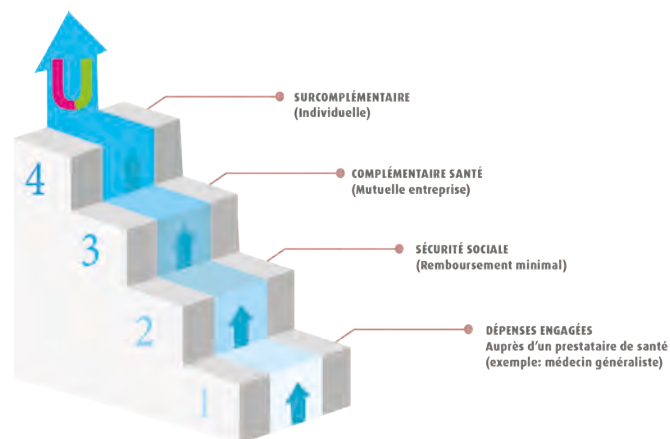 U
SURCOMPLÉMENTAIRE
(Individuelle)
4
COMPLÉMENTAIRE SANTÉ
(Mutuelle entreprise)
3
SÉCURITÉ SOCIALE
(Remboursement minimal)
2
DÉPENSES ENGAGÉES
Auprès d'un prestataire de santé
(exemple: médecin généraliste)
1